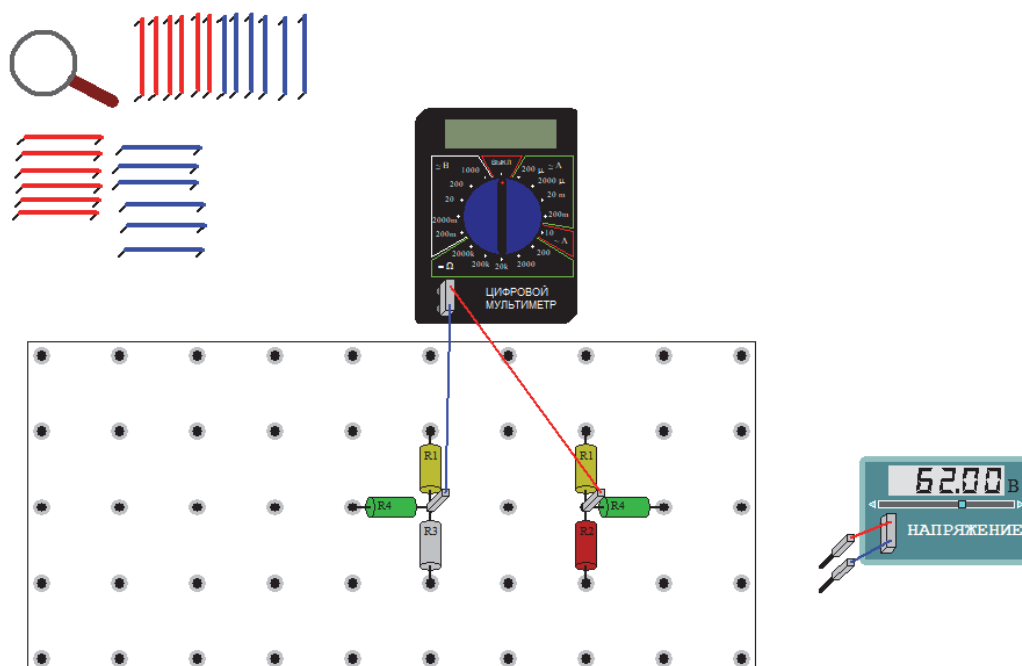 ВЫКЛ
≃ В
1000
200
20
2000m
200m
200 µ
≃ A
2000 µ
20 m
200m
10
~ A
2000k
200k
20k
2000
200
- Ω
ЦИФРОВОЙ
МУЛЬТИМЕТР
R1
R1
R4
R4
R3
R2
62.00 В
НАПРЯЖЕНИЕ